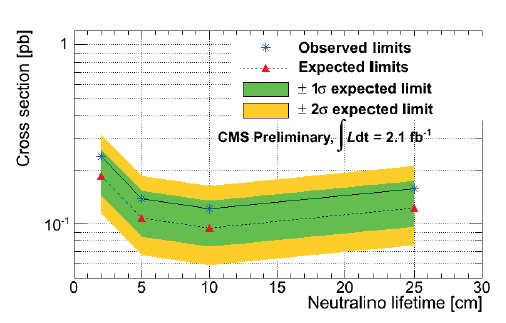 Cross section [pb]
1
10⁻¹
Observed limits
Expected limits
± 1σ expected limit
± 2σ expected limit
CMS Preliminary, ∫Ldt = 2.1 fb⁻¹
0 5 10 15 20 25 30
Neutralino lifetime [cm]